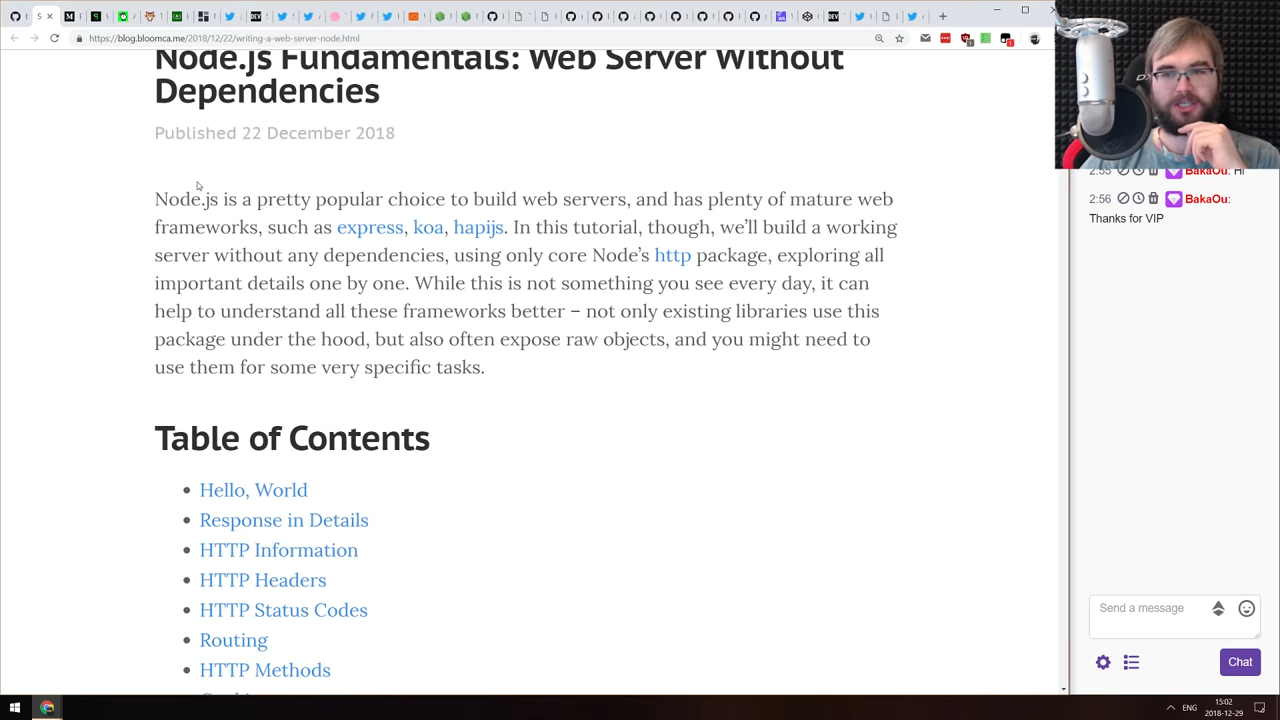 https://blog.bloomca.me/2018/12/22/writing-a-web-server-node.html
Node.js Fundamentals: Web Server Without
Dependencies
Published 22 December 2018
Node.js is a pretty popular choice to build web servers, and has plenty of mature web
frameworks, such as express, koa, hapijs. In this tutorial, though, we’ll build a working
server without any dependencies, using only core Node’s http package, exploring all
important details one by one. While this is not something you see every day, it can
help to understand all these frameworks better – not only existing libraries use this
package under the hood, but also often expose raw objects, and you might need to
use them for some very specific tasks.
Table of Contents
Hello, World
Response in Details
HTTP Information
HTTP Headers
HTTP Status Codes
Routing
HTTP Methods
2:55 BakaOu: Hi
2:56 BakaOu:
Thanks for VIP
Send a message
Chat
ENG
15:02
2018-12-29